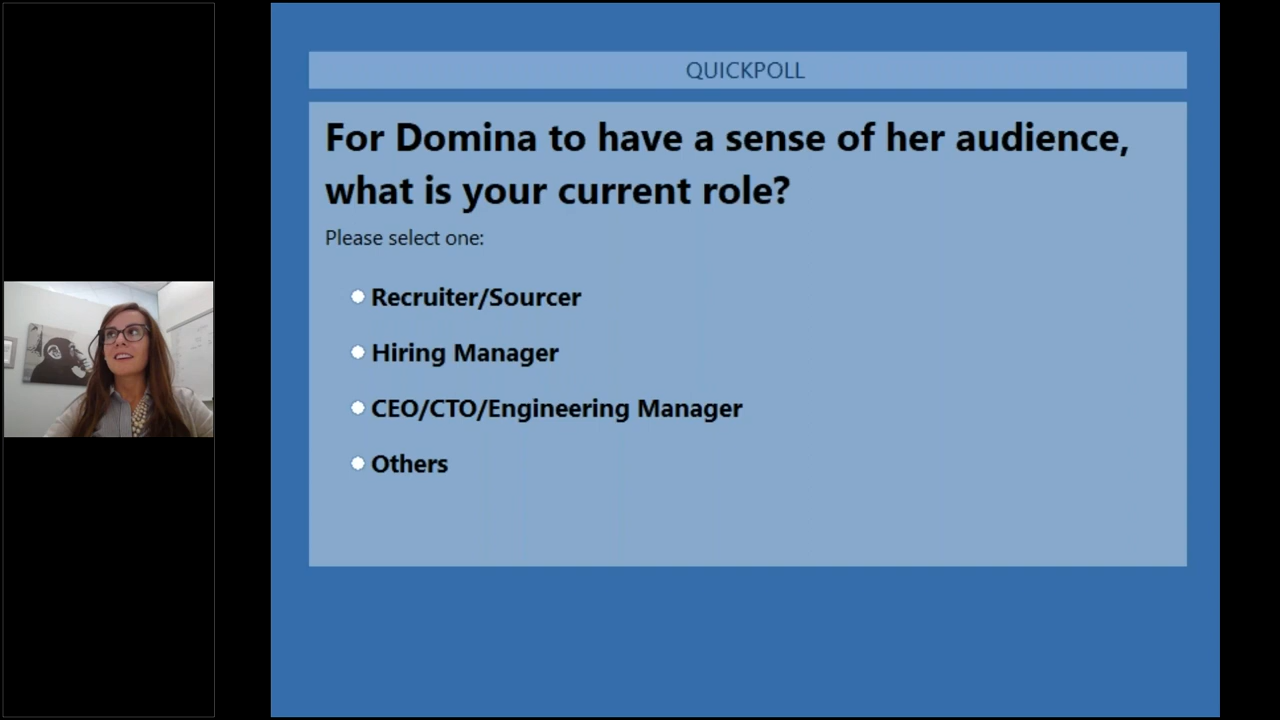 QUICKPOLL
For Domina to have a sense of her audience,
what is your current role?
Please select one:
Recruiter/Sourcer
Hiring Manager
CEO/CTO/Engineering Manager
Others